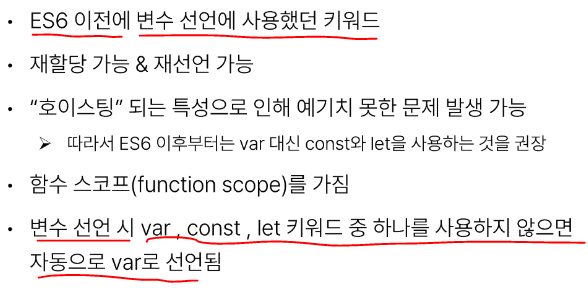 • ES6 이전에 변수 선언에 사용했던 키워드
• 재할당 가능 & 재선언 가능
• “호이스팅” 되는 특성으로 인해 예기치 못한 문제 발생 가능
➤ 따라서 ES6 이후부터는 var 대신 const와 let을 사용하는 것을 권장
• 함수 스코프(function scope)를 가짐
• 변수 선언 시 var , const , let 키워드 중 하나를 사용하지 않으면
자동으로 var로 선언됨